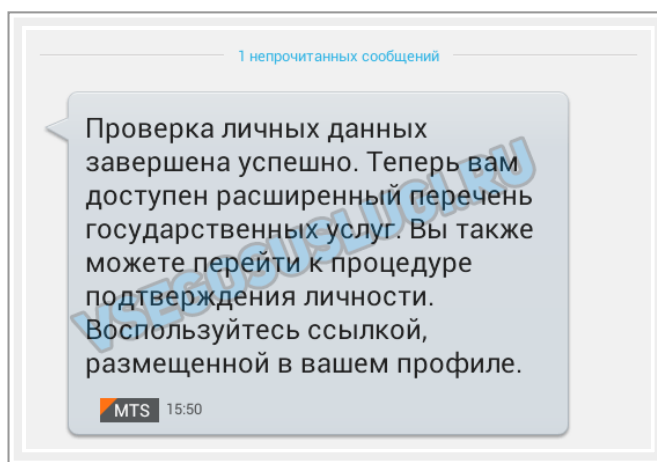 1 непрочитанных сообщений
Проверка личных данных
завершена успешно. Теперь вам
доступен расширенный перечень
государственных услуг. Вы также
можете перейти к процедуре
подтверждения личности.
Воспользуйтесь ссылкой,
размещенной в вашем профиле.
MTS 15:50
VSEGOSUSLUGI.RU